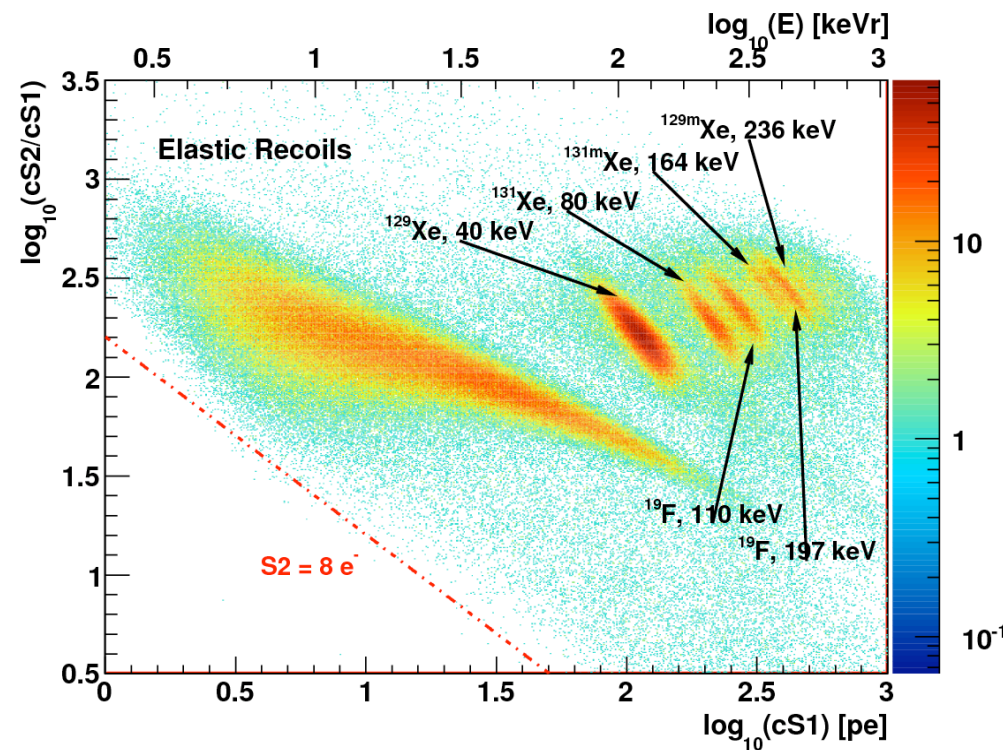 log₁₀(E) [keVr]
0.5 1 1.5 2 2.5 3
3.5
3
2.5
2
1.5
1
0.5
log₁₀(cS2/cS1)
Elastic Recoils
¹²⁹ᵐXe, 236 keV
¹³¹ᵐXe, 164 keV
¹³¹Xe, 80 keV
¹²⁹Xe, 40 keV
¹⁹F, 110 keV
¹⁹F, 197 keV
S2 = 8 e⁻
10
1
10⁻¹
0 0.5 1 1.5 2 2.5 3
log₁₀(cS1) [pe]